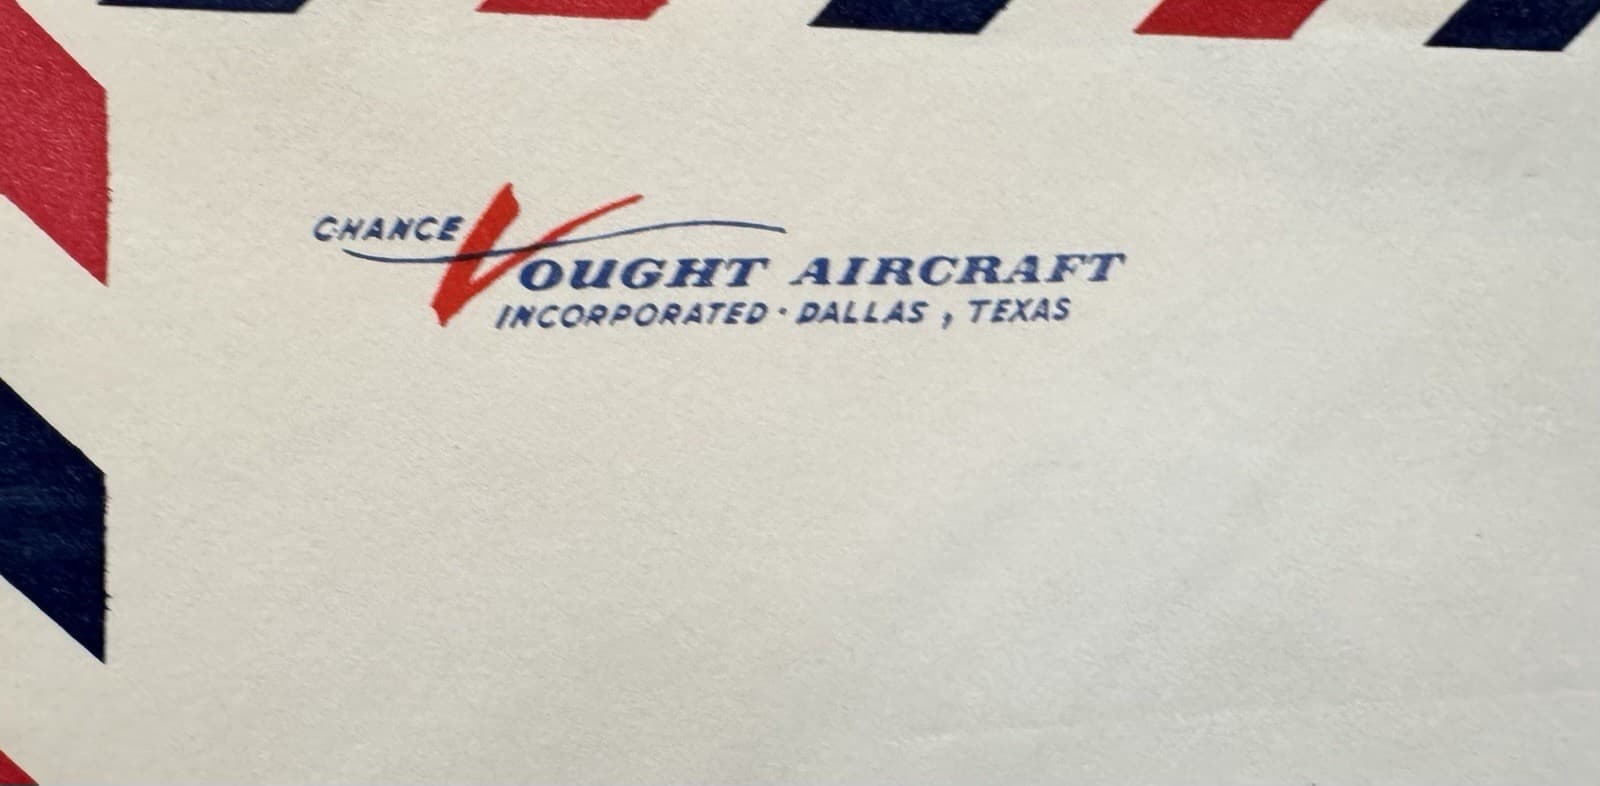 CHANCE
VOUGHT AIRCRAFT
INCORPORATED · DALLAS, TEXAS